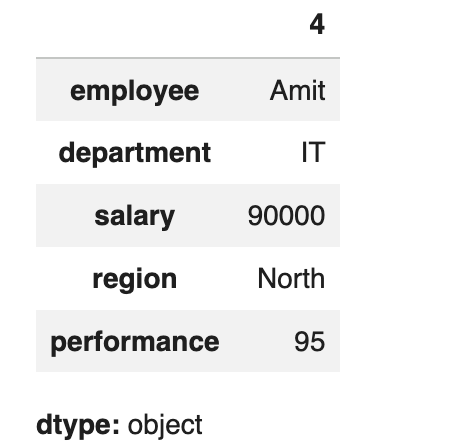 4
employee Amit
department IT
salary 90000
region North
performance 95
dtype: object